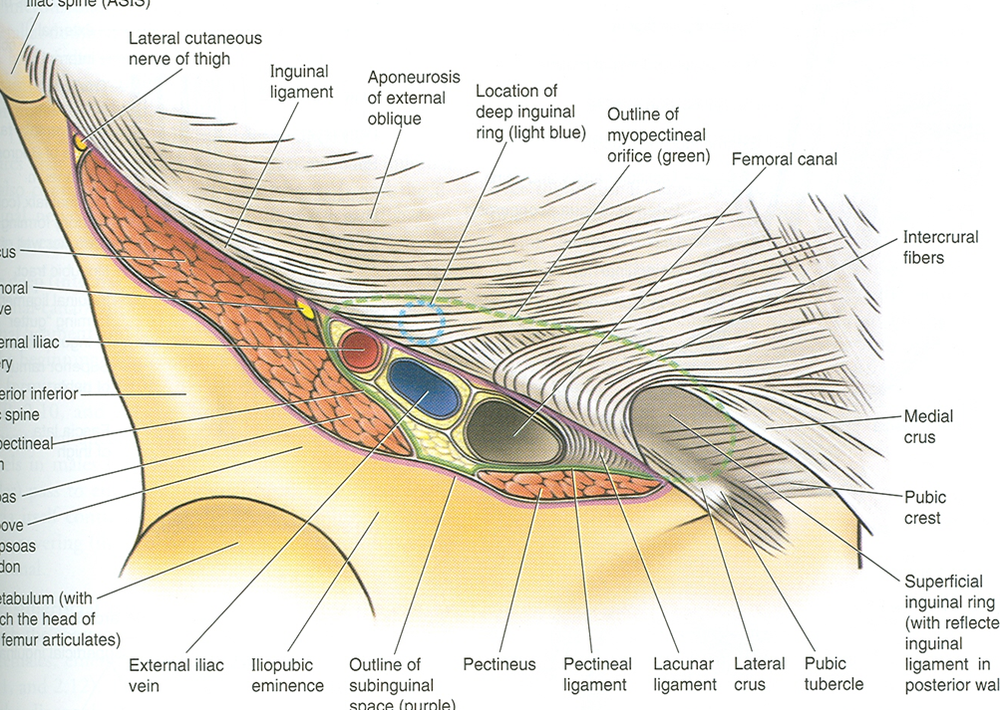 Iliac spine (ASIS)
Lateral cutaneous
nerve of thigh
Inguinal
ligament
Aponeurosis
of external
oblique
Location of
deep inguinal
ring (light blue)
Outline of
myopectineal
orifice (green)
Femoral canal
Intercrural
fibers
Medial
crus
Pubic
crest
Superficial
inguinal ring
(with reflecte
inguinal
ligament in
posterior wal
cus
moral
ve
ernal iliac
ery
erior inferior
c spine
pectineal
n
oas
ove
psoas
don
etabulum (with
ch the head of
femur articulates)
External iliac
vein
Iliopubic
eminence
Outline of
subinguinal
space (purple)
Pectineus
Pectineal
ligament
Lacunar
ligament
Lateral
crus
Pubic
tubercle